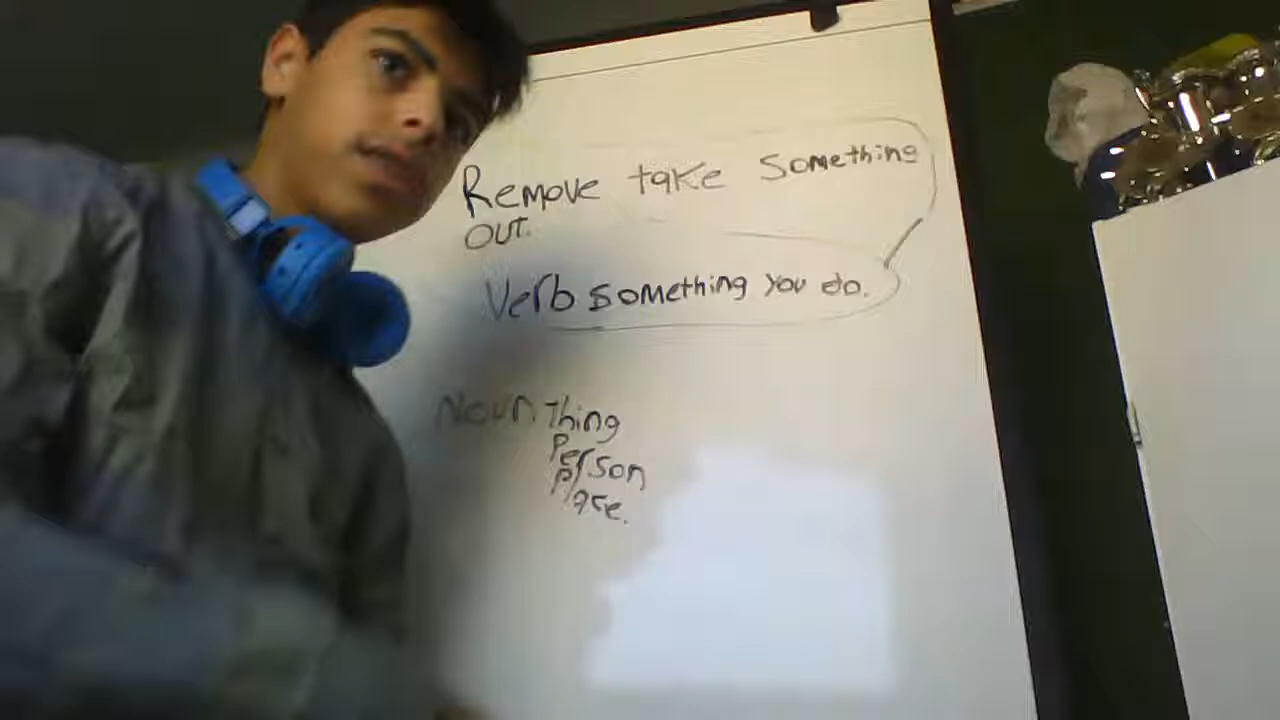 Remove take something
out.
Verb something you do.
Noun Thing
Person
Place.